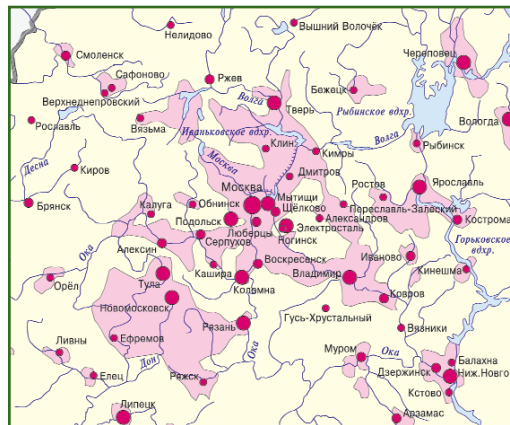 Нелидово
Вышний Волочёк
Череповец
Смоленск
Сафоново
Ржев
Волга
Бежецк
Верхнеднепровский
Тверь
Рыбинское вдхр.
Рославль
Вязьма
Иваньковское вдхр.
Вологда
Волга
Клин
Кимры
Рыбинск
Десна
Киров
Москва
Дмитров
Москва
Мытищи
Ростов
Ярославль
Брянск
Калуга
Обнинск
Щёлково
Переславль-Залеский
Александров
Кострома
Подольск
Электросталь
Люберцы
Ногинск
Горьковское
вдхр.
Ока
Алексин
Серпухов
Воскресенск
Иваново
Кашира
Владимир
Кинешма
Орёл
Тула
Коломна
Ковров
Новомосковск
Гусь-Хрустальный
Рязань
Вязники
Ливны
Ефремов
Дон
Ока
Муром
Ока
Балахна
Елец
Ряжск
Дзержинск
Ниж.Новго
Кстово
Липецк
Арзамас